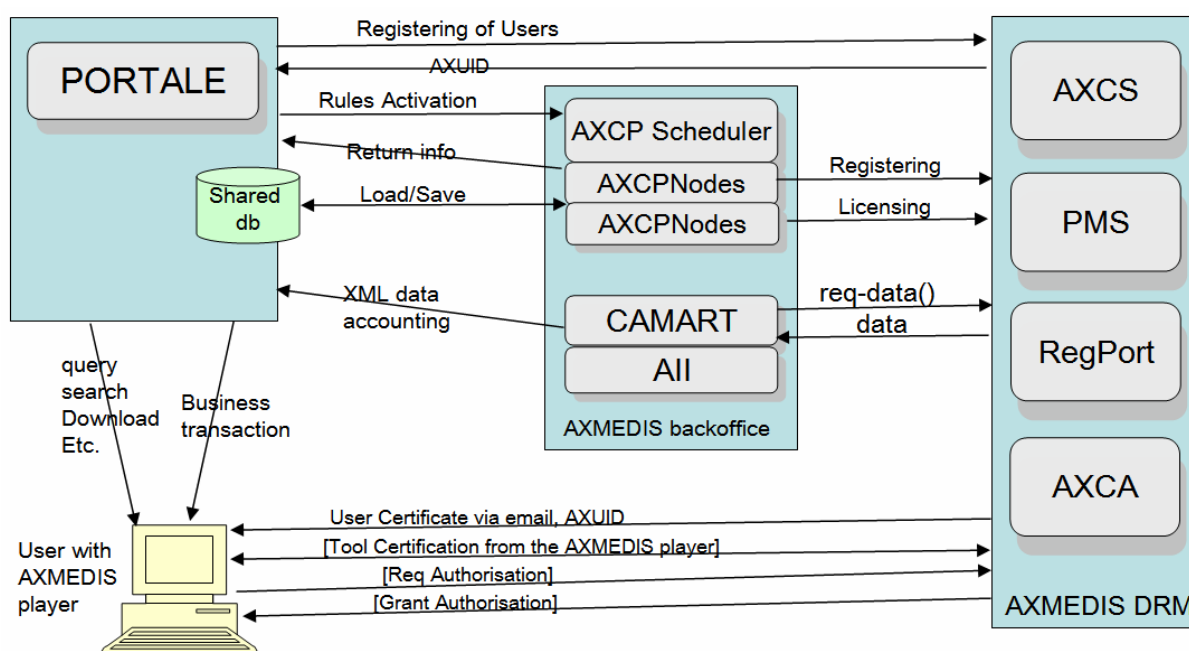 Registering of Users
AXUID
PORTALE
Rules Activation
Return info
Load/Save
Shared
db
AXCP Scheduler
AXCPNodes
AXCPNodes
Registering
Licensing
AXCS
PMS
RegPort
AXCA
XML data
accounting
CAMART
AII
AXMEDIS backoffice
req-data()
data
query
search
Download
Etc.
Business
transaction
User with
AXMEDIS
player
User Certificate via email, AXUID
[Tool Certification from the AXMEDIS player]
[Req Authorisation]
[Grant Authorisation]
AXMEDIS DRM